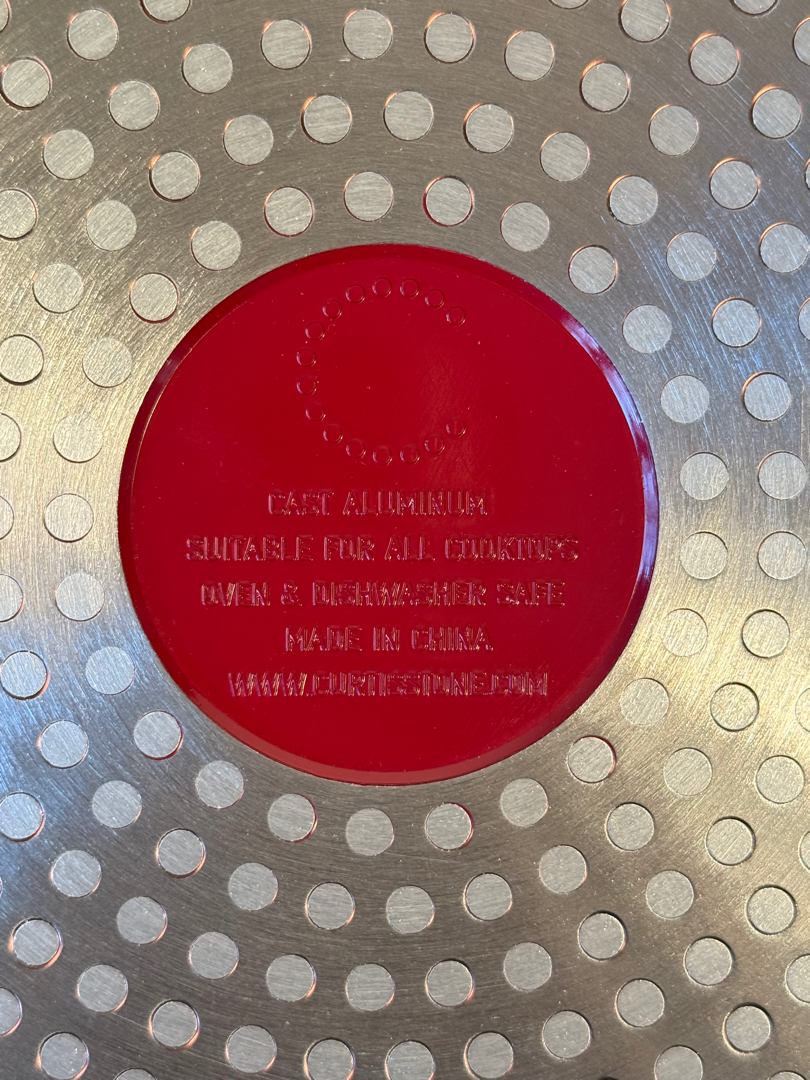 CAST ALUMINUM
SUITABLE FOR ALL COOKTOPS
OVEN & DISHWASHER SAFE
MADE IN CHINA
WWW.CURTISSTONE.COM